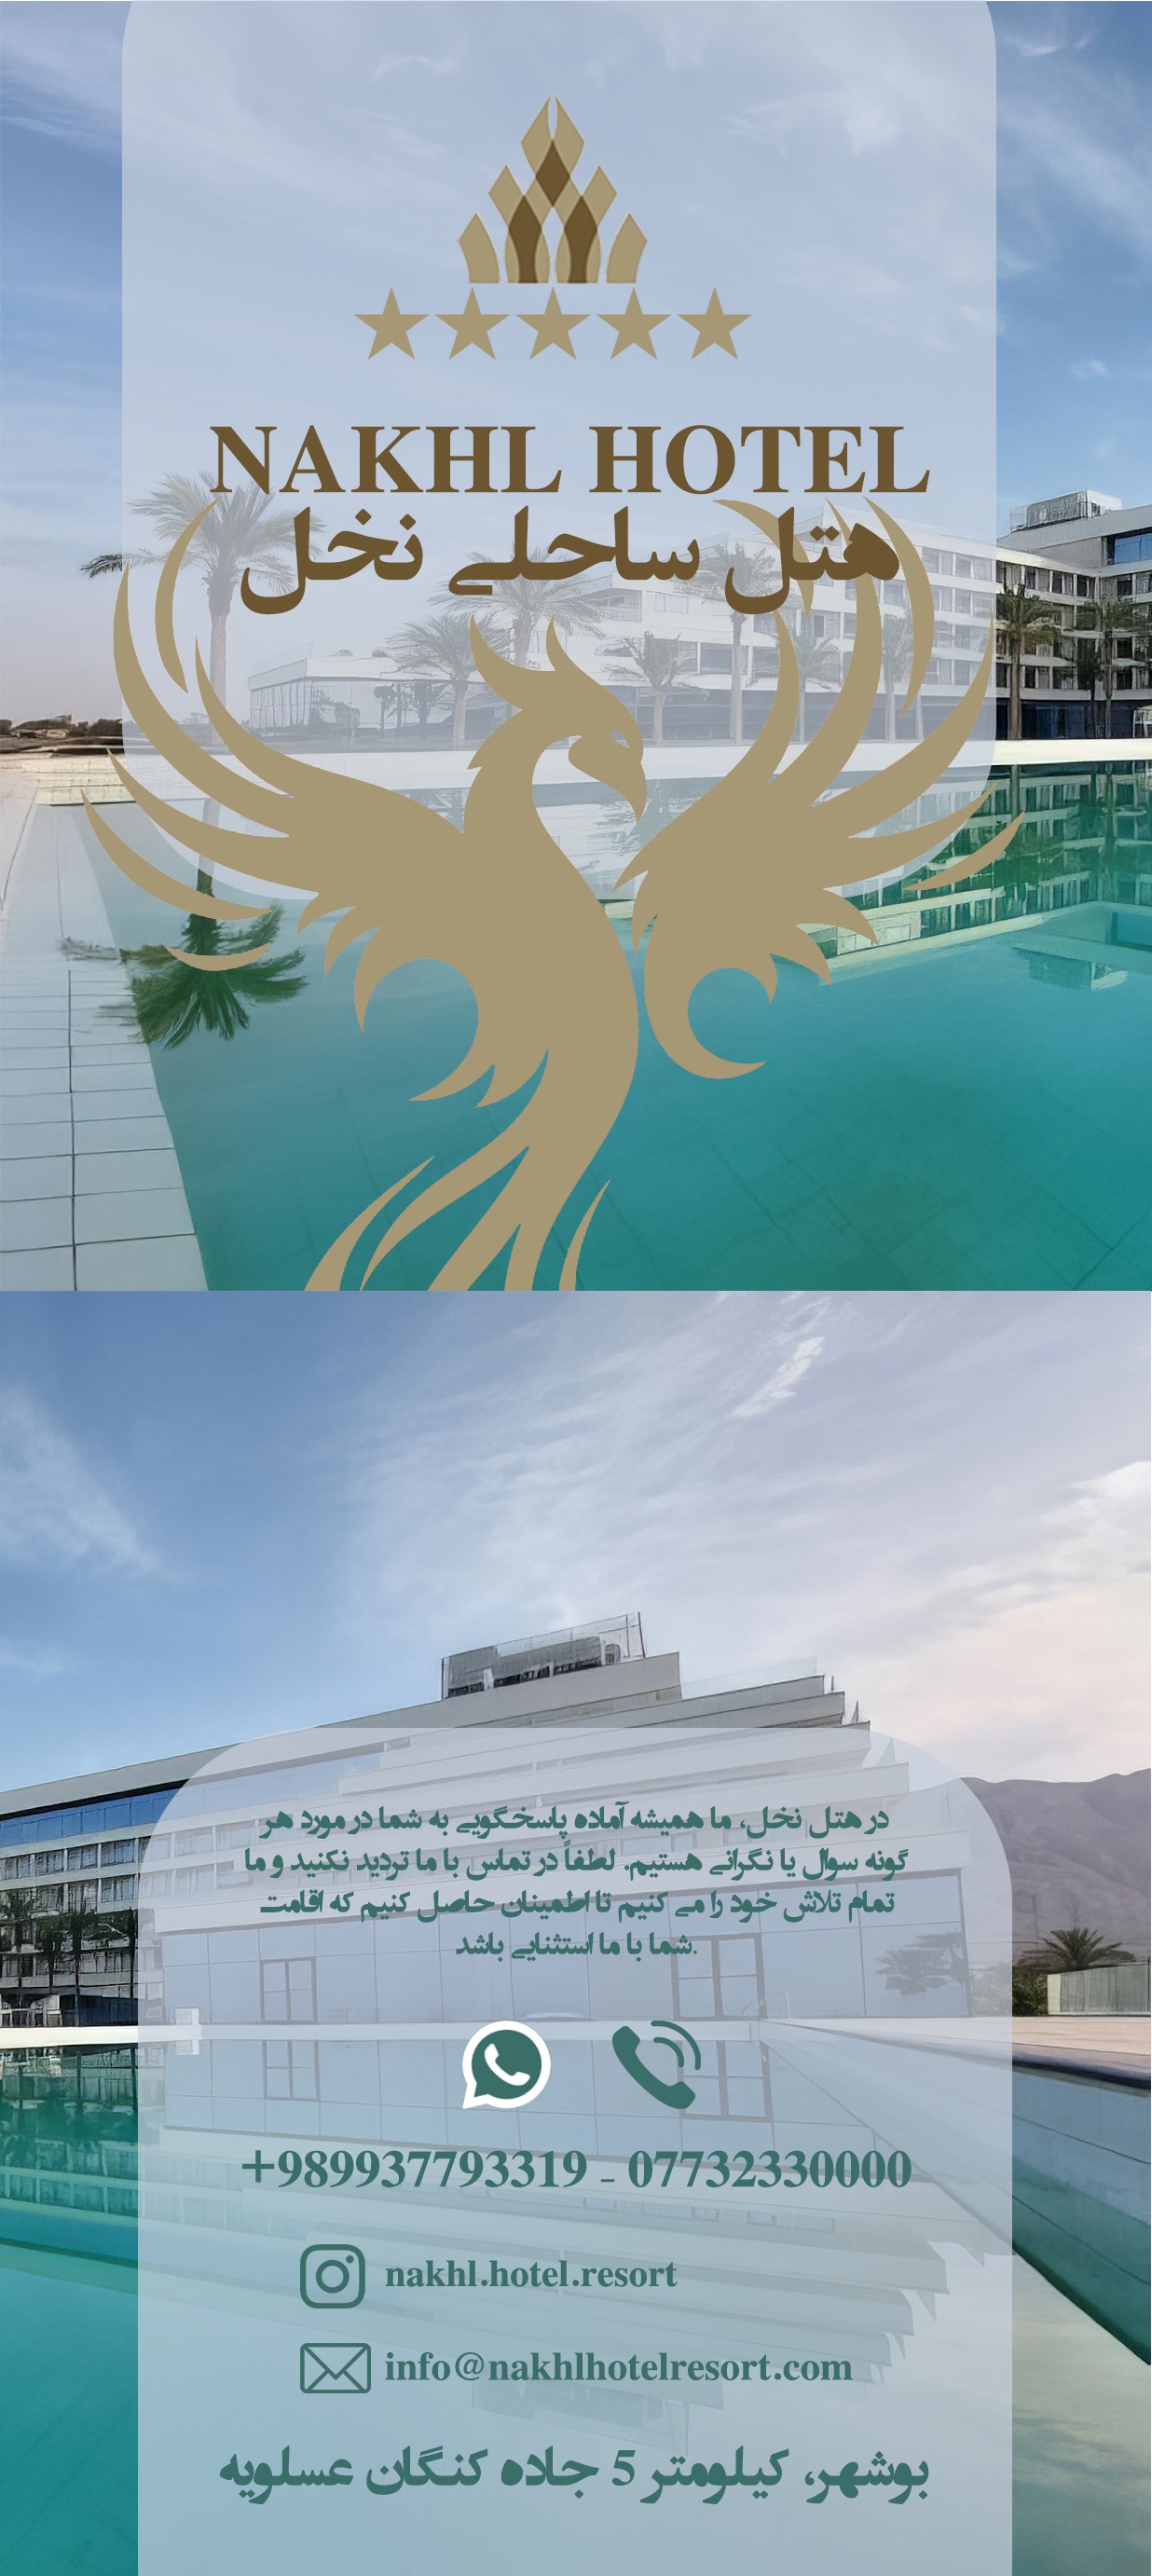 NAKHL HOTEL
هتل ساحلی نخل
در هتل نخل، ما همیشه آماده پاسخگویی به شما در مورد هر
گونه سوال یا نگرانی هستیم. لطفاً در تماس با ما تردید نکنید و ما
تمام تلاش خود را می کنیم تا اطمینان حاصل کنیم که اقامت
شما با ما استثنایی باشد.
+989937793319 - 07732330000
nakhl.hotel.resort
info@nakhlhotelresort.com
بوشهر، کیلومتر 5 جاده کنگان عسلویه